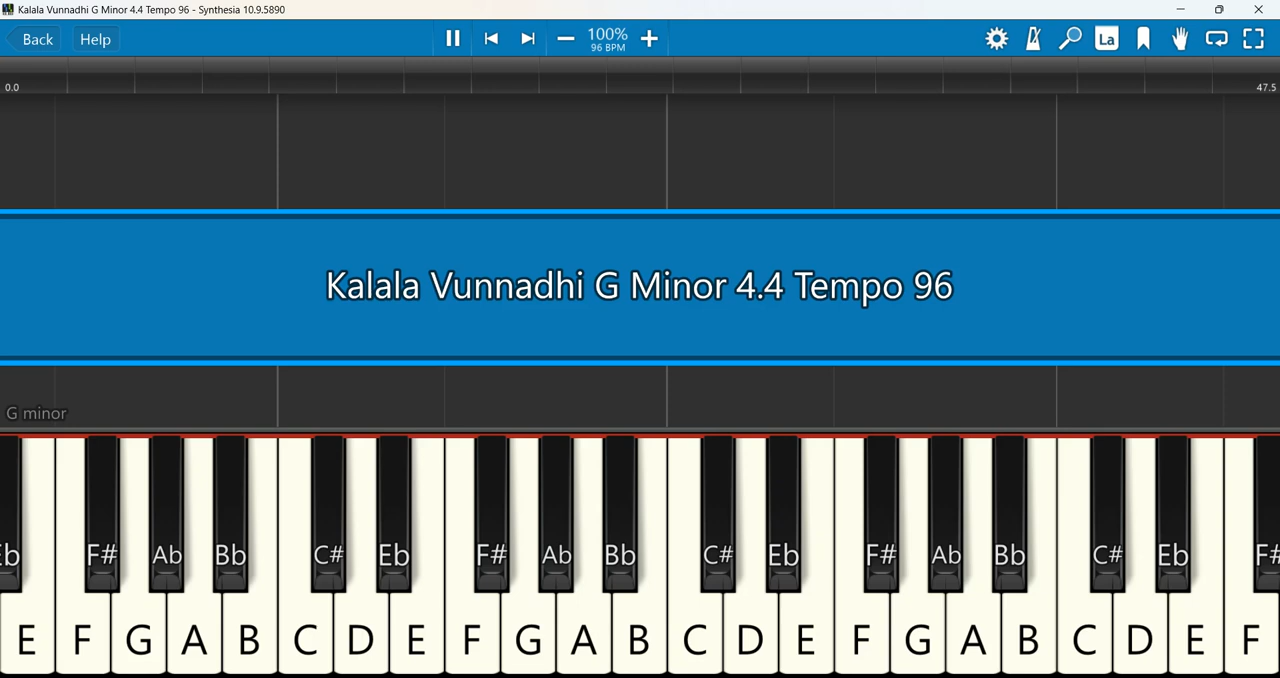 Kalala Vunnadhi G Minor 4.4 Tempo 96 - Synthesia 10.9.5890
Back Help 100% La
96 BPM
0.0 47.5
Kalala Vunnadhi G Minor 4.4 Tempo 96
G minor
Eb F# Ab Bb C# Eb F# Ab Bb C# Eb F# Ab Bb C# Eb F#
E F G A B C D E F G A B C D E F G A B C D E F